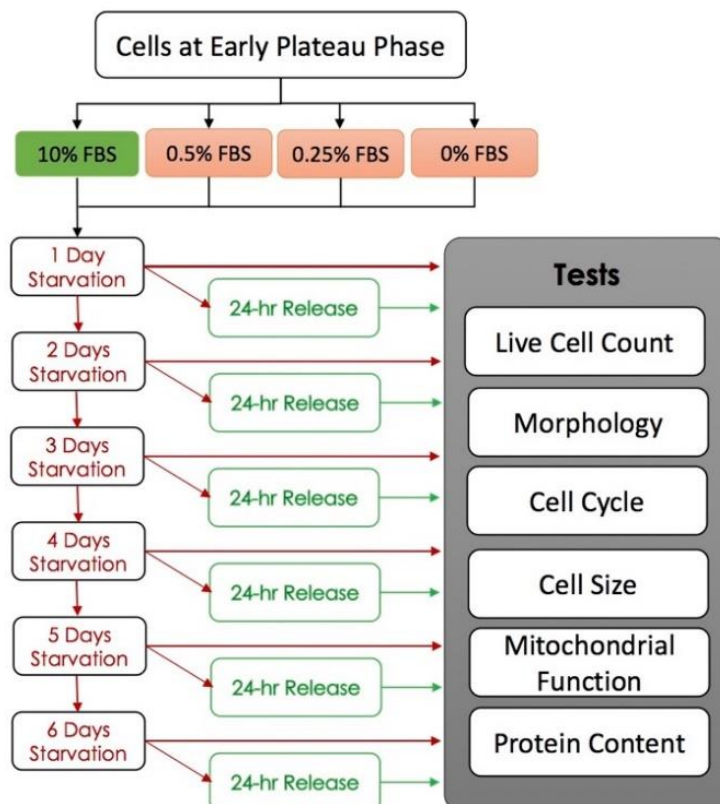 Cells at Early Plateau Phase
10% FBS
0.5% FBS
0.25% FBS
0% FBS
1 Day
Starvation
24-hr Release
2 Days
Starvation
24-hr Release
3 Days
Starvation
24-hr Release
4 Days
Starvation
24-hr Release
5 Days
Starvation
24-hr Release
6 Days
Starvation
24-hr Release
Tests
Live Cell Count
Morphology
Cell Cycle
Cell Size
Mitochondrial
Function
Protein Content